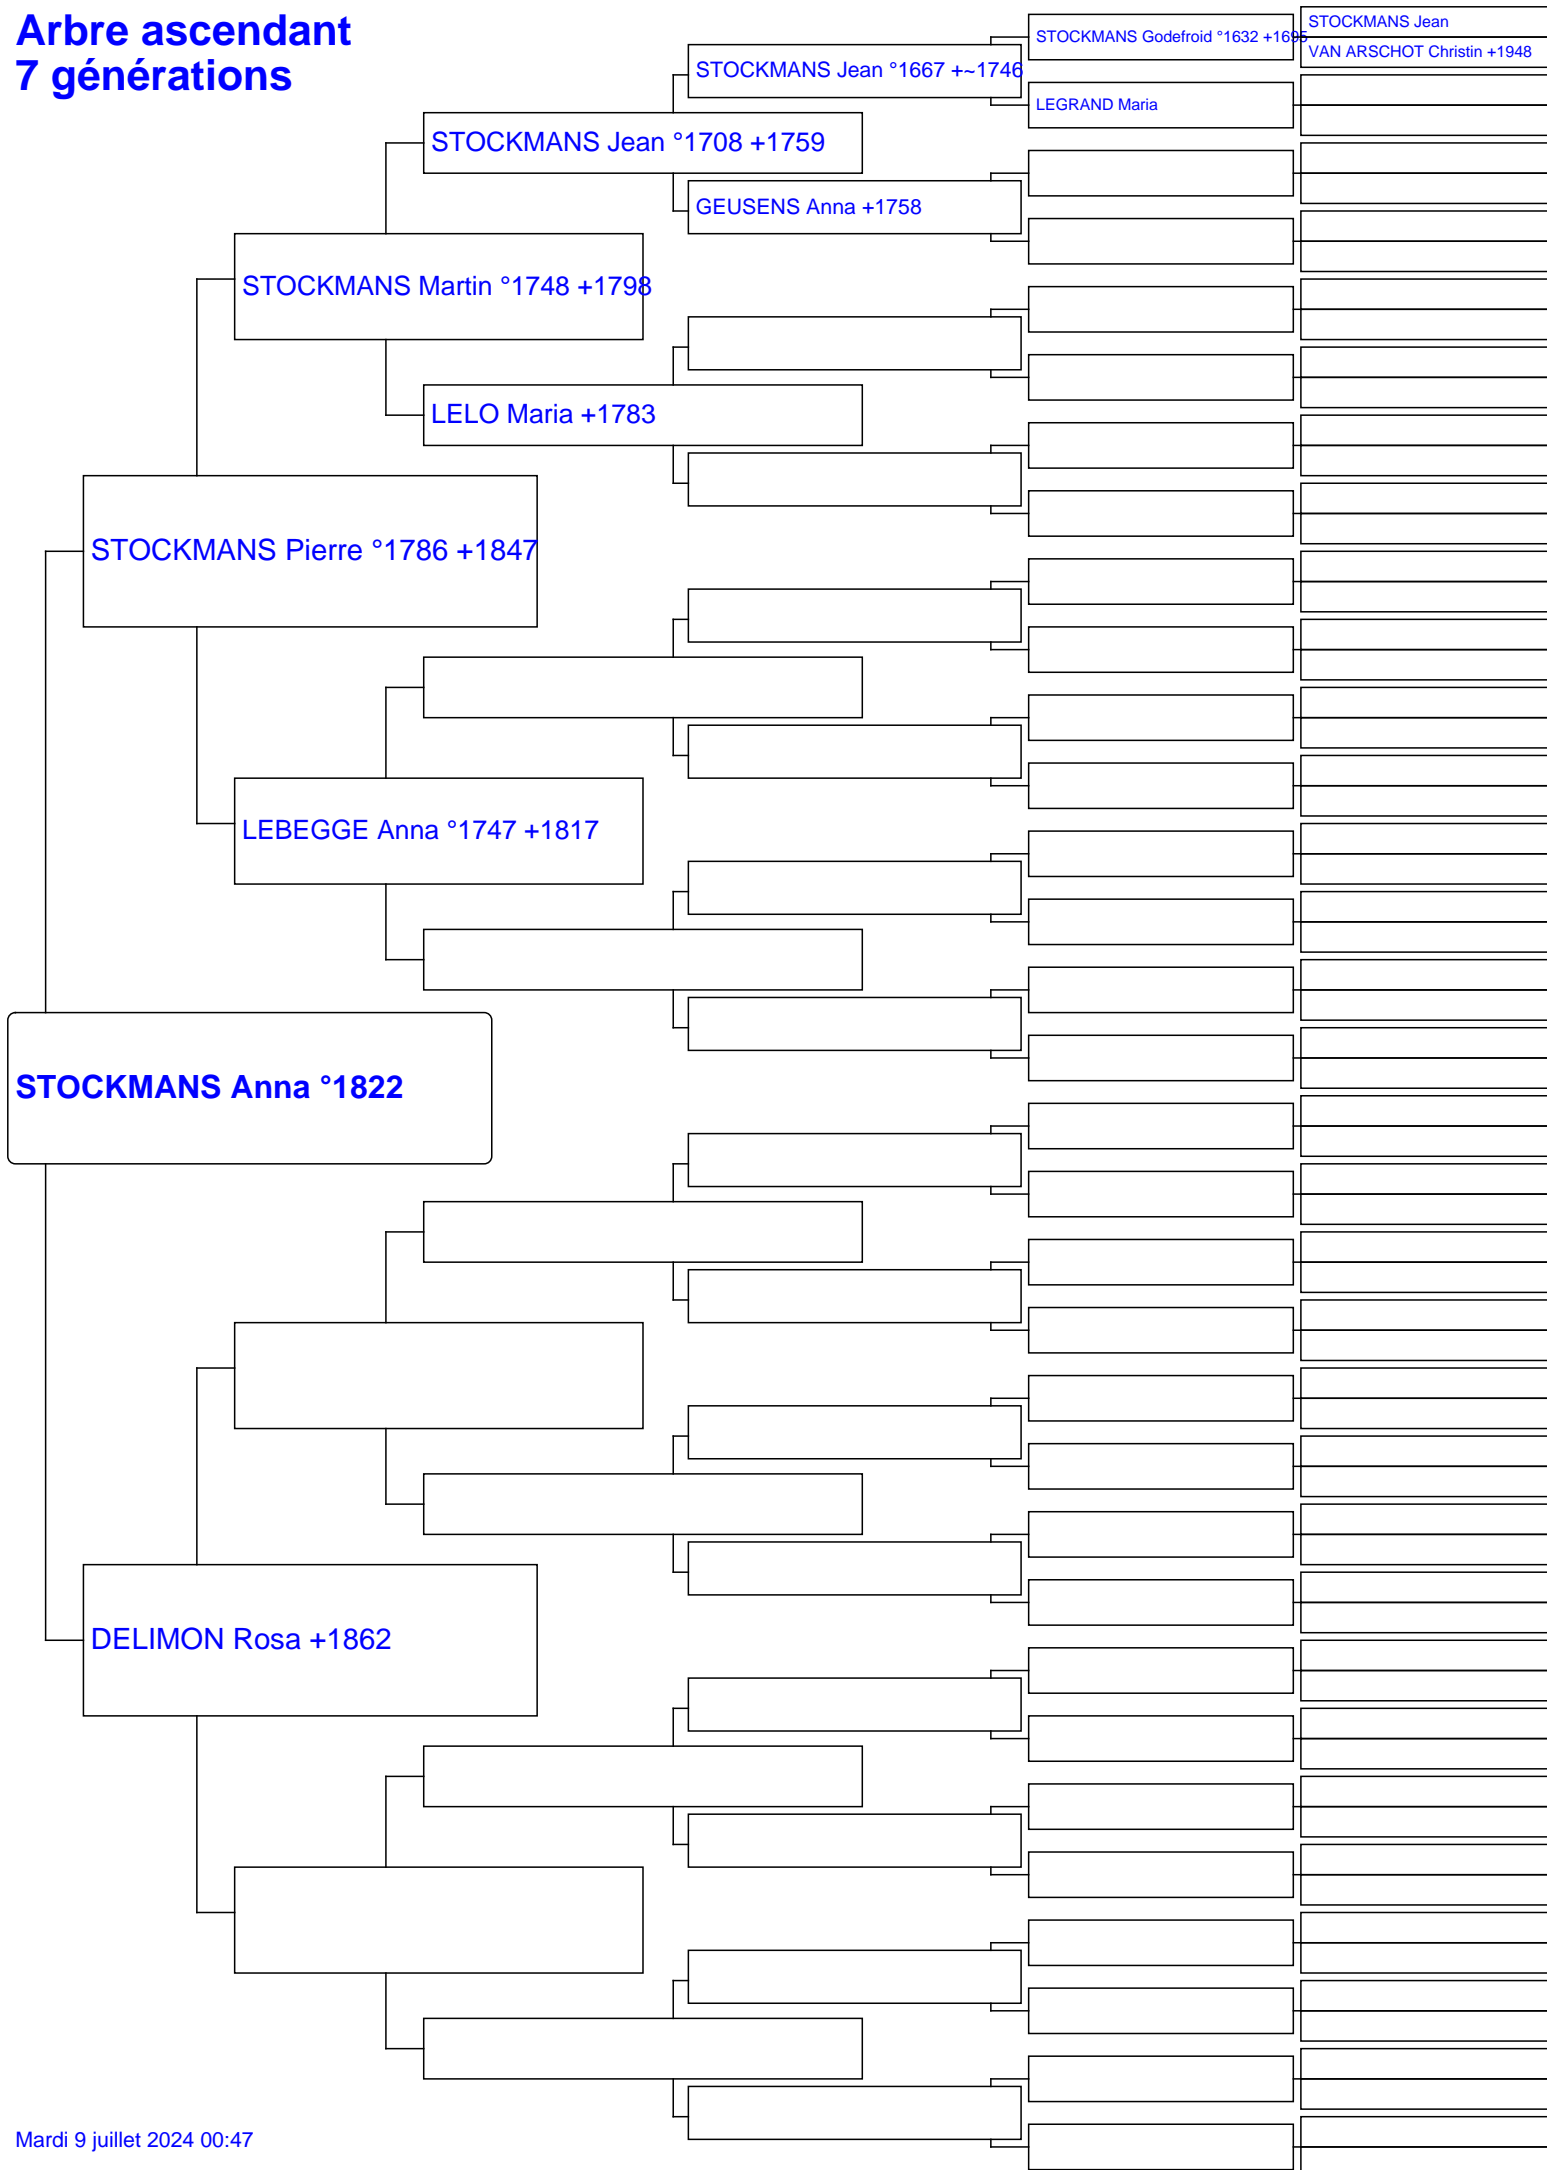 Arbre ascendant
7 générations
STOCKMANS Jean
STOCKMANS Godefroid °1632 +1695
VAN ARSCHOT Christin +1948
STOCKMANS Jean °1667 +~1746
LEGRAND Maria
STOCKMANS Jean °1708 +1759
GEUSENS Anna +1758
STOCKMANS Martin °1748 +1798
LELO Maria +1783
STOCKMANS Pierre °1786 +1847
LEBEGGE Anna °1747 +1817
STOCKMANS Anna °1822
DELIMON Rosa +1862
Mardi 9 juillet 2024 00:47